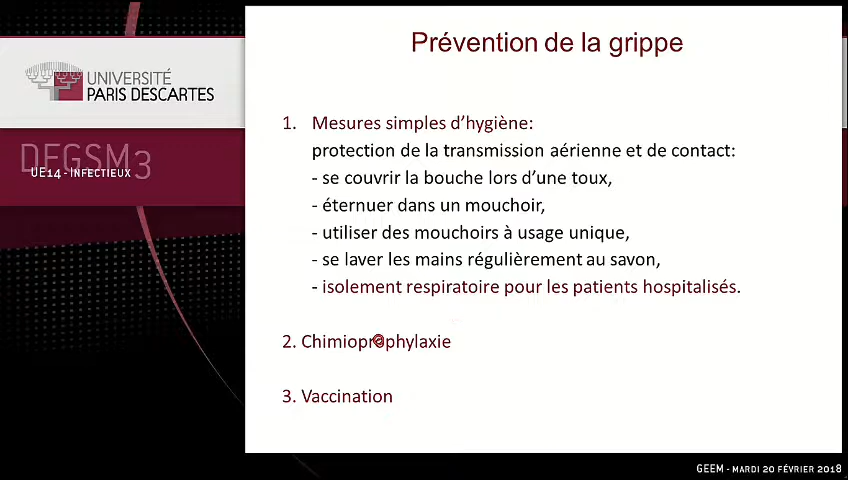 UNIVERSITÉ
PARIS DESCARTES
DFGSM3
UE14 - INFECTIEUX
Prévention de la grippe
1. Mesures simples d’hygiène:
protection de la transmission aérienne et de contact:
- se couvrir la bouche lors d’une toux,
- éternuer dans un mouchoir,
- utiliser des mouchoirs à usage unique,
- se laver les mains régulièrement au savon,
- isolement respiratoire pour les patients hospitalisés.
2. Chimioprophylaxie
3. Vaccination
GEEM - MARDI 20 FÉVRIER 2018